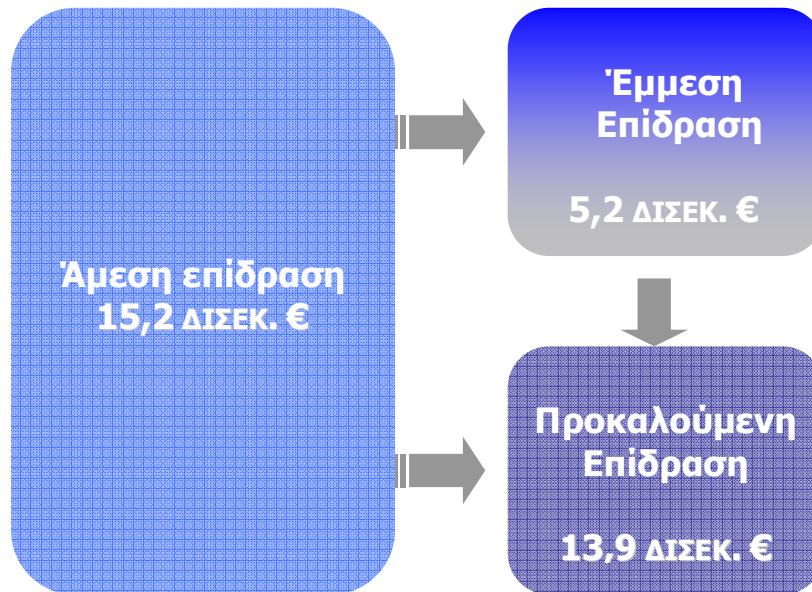 Άμεση επίδραση
15,2 ΔΙΣΕΚ. €
Έμμεση
Επίδραση
5,2 ΔΙΣΕΚ. €
Προκαλούμενη
Επίδραση
13,9 ΔΙΣΕΚ. €